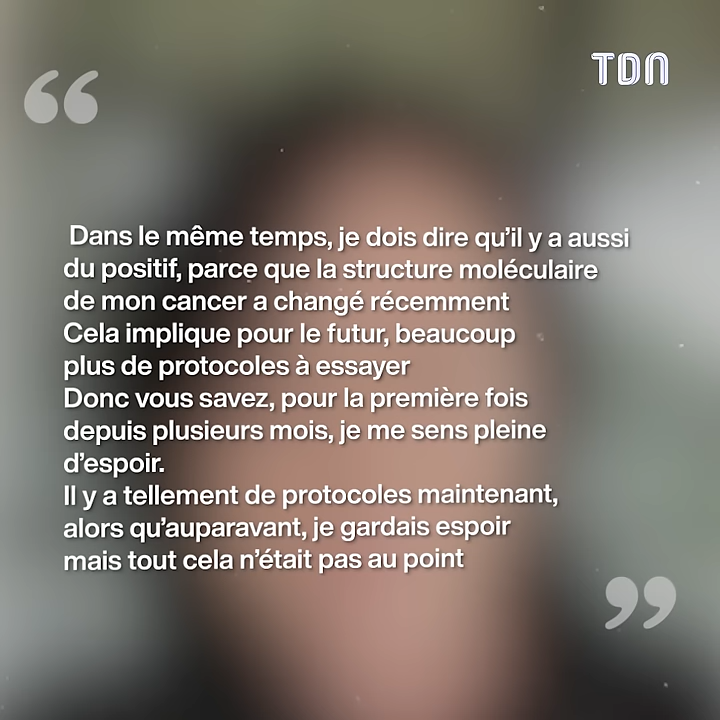 TDN
“
Dans le même temps, je dois dire qu’il y a aussi
du positif, parce que la structure moléculaire
de mon cancer a changé récemment
Cela implique pour le futur, beaucoup
plus de protocoles à essayer
Donc vous savez, pour la première fois
depuis plusieurs mois, je me sens pleine
d’espoir.
Il y a tellement de protocoles maintenant,
alors qu’auparavant, je gardais espoir
mais tout cela n’était pas au point
”